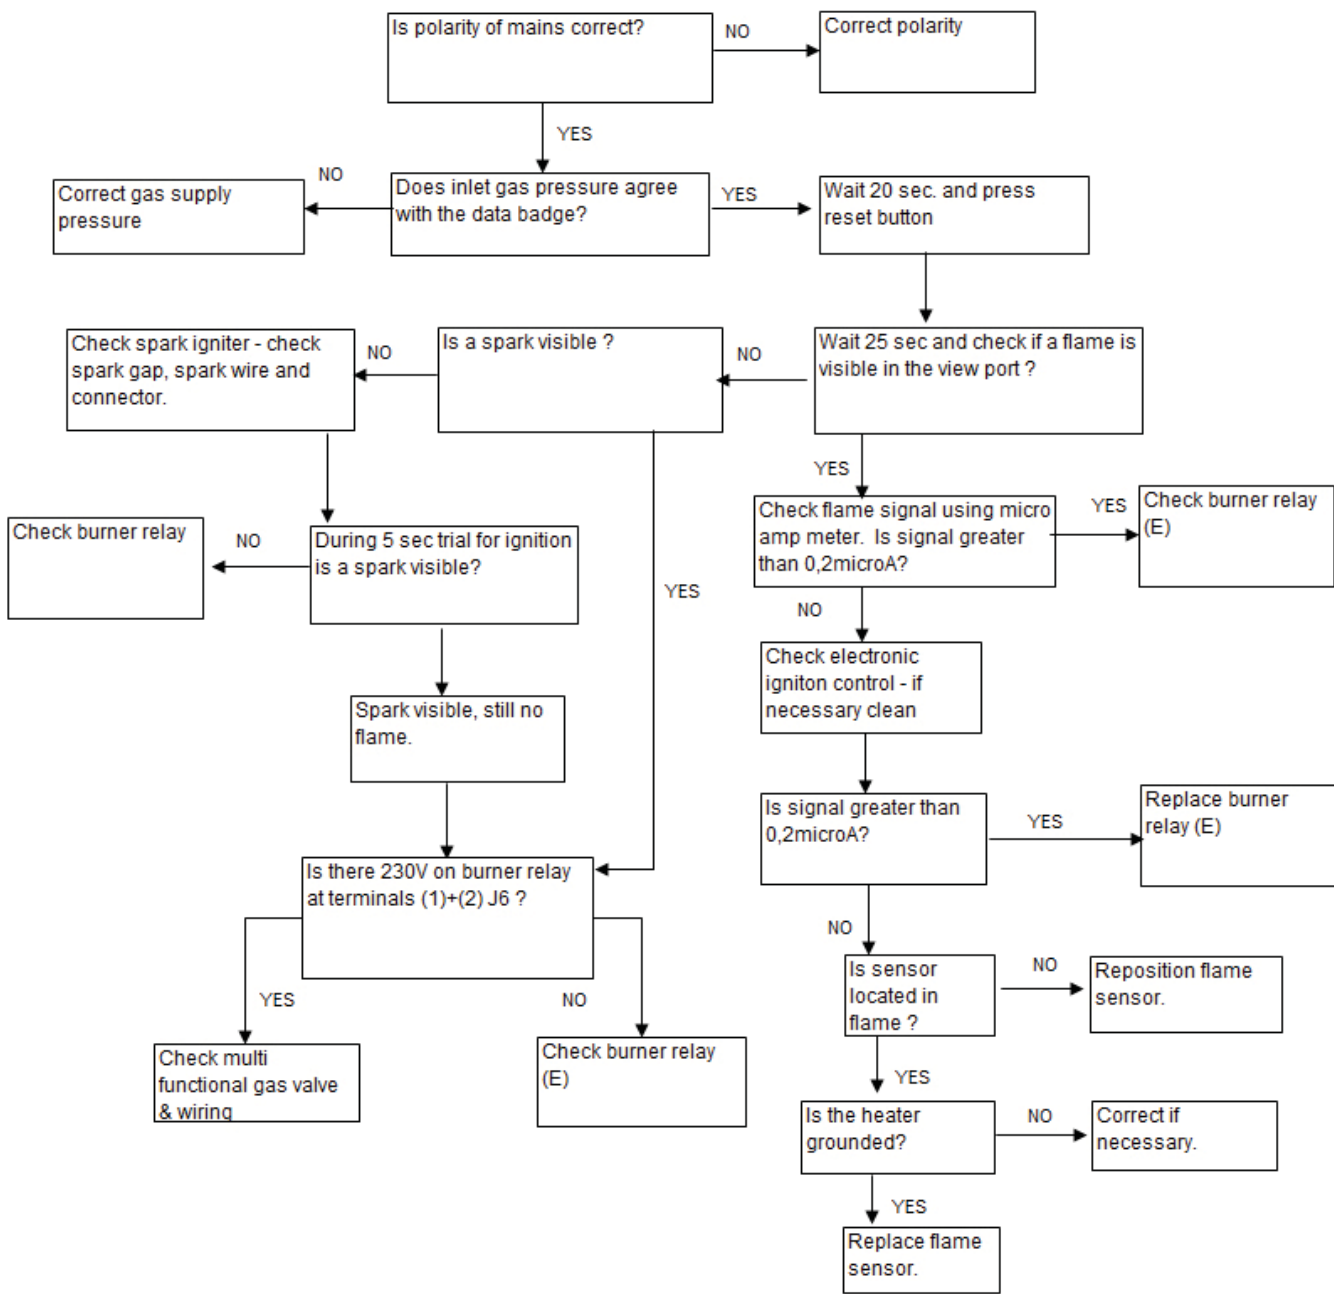 Is polarity of mains correct?
NO
Correct polarity
YES
NO
Correct gas supply
pressure
Does inlet gas pressure agree
with the data badge?
YES
Wait 20 sec. and press
reset button
Check spark igniter - check
spark gap, spark wire and
connector.
NO
Is a spark visible ?
NO
Wait 25 sec and check if a flame is
visible in the view port ?
YES
Check burner relay
NO
During 5 sec trial for ignition
is a spark visible?
YES
Check flame signal using micro
amp meter.  Is signal greater
than 0,2microA?
YES
Check burner relay
(E)
NO
Check electronic
igniton control - if
necessary clean
Spark visible, still no
flame.
Is signal greater than
0,2microA?
YES
Replace burner
relay (E)
Is there 230V on burner relay
at terminals (1)+(2) J6 ?
NO
YES
NO
Is sensor
located in
flame ?
NO
Reposition flame
sensor.
Check multi
functional gas valve
& wiring
Check burner relay
(E)
YES
Is the heater
grounded?
NO
Correct if
necessary.
YES
Replace flame
sensor.